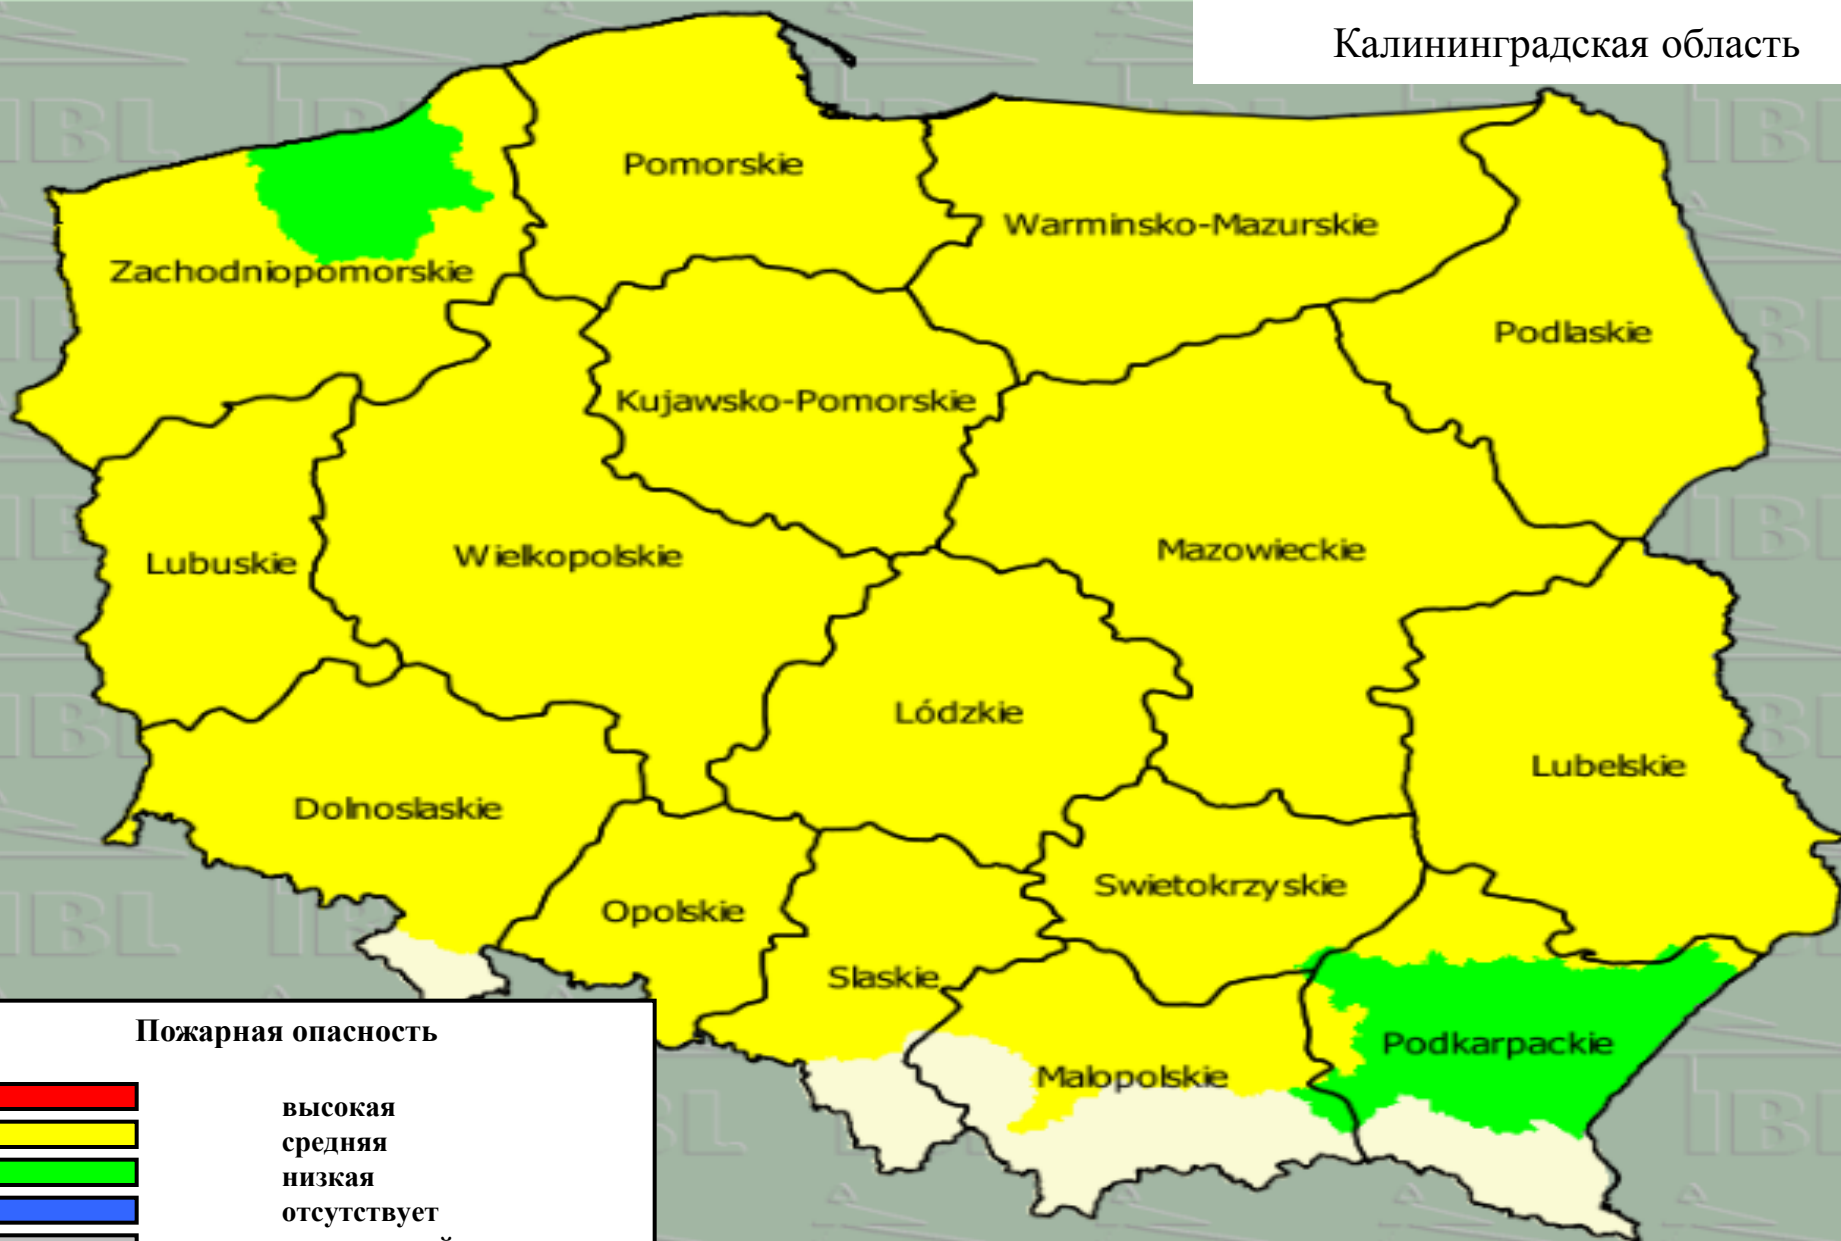 Калининградская область
Pomorskie
Warminsko-Mazurskie
Zachodniopomorskie
Podlaskie
Kujawsko-Pomorskie
Mazowieckie
Lubuskie
Wielkopolskie
Lódzkie
Lubelskie
Dolnoslaskie
Swietokrzyskie
Opolskie
Slaskie
Podkarpackie
Malopolskie
Пожарная опасность
высокая
средняя
низкая
отсутствует
IBL